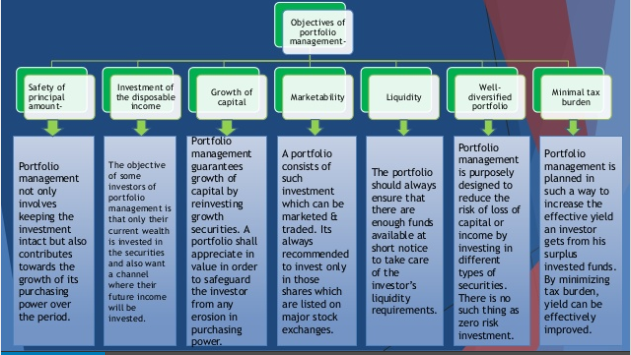 Objectives of
portfolio
management-
Safety of
principal
amount-
Investment of
the disposable
income
Growth of
capital
Marketability
Liquidity
Well-
diversified
portfolio
Minimal tax
burden
Portfolio
management
not only
involves
keeping the
investment
intact but also
contributes
towards the
growth of its
purchasing
power over
the period.
The objective
of some
investors of
portfolio
management is
that only their
current wealth
is invested in
the securities
and also want
a channel
where their
future income
will be
invested.
Portfolio
management
guarantees
growth of
capital by
reinvesting
growth
securities. A
portfolio shall
appreciate in
value in order
to safeguard
the investor
from any
erosion in
purchasing
power.
A portfolio
consists of
such
investment
which can be
marketed &
traded. Its
always
recommended
to invest only
in those
shares which
are listed on
major stock
exchanges.
The portfolio
should always
ensure that
there are
enough funds
available at
short notice
to take care
of the
investor's
liquidity
requirements.
Portfolio
management
is purposely
designed to
reduce the
risk of loss of
capital or
income by
investing in
different
types of
securities.
There is no
such thing as
zero risk
investment.
Portfolio
management is
planned in
such a way to
increase the
effective yield
an investor
gets from his
surplus
invested funds.
By minimizing
tax burden,
yield can be
effectively
improved.